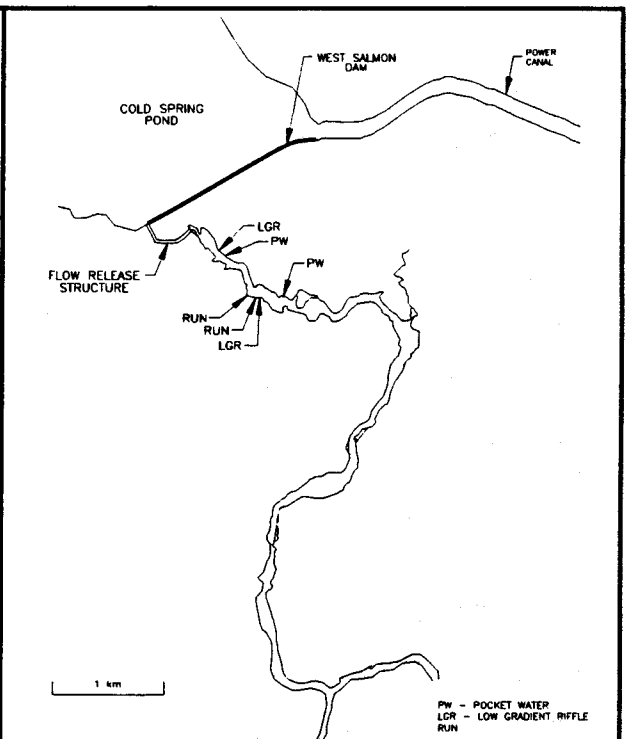 WEST SALMON
DAM
POWER
CANAL
COLD SPRING
POND
LGR
PW
FLOW RELEASE
STRUCTURE
PW
RUN
RUN
LGR
1 km
PW - POCKET WATER
LGR - LOW GRADIENT RIFFLE
RUN